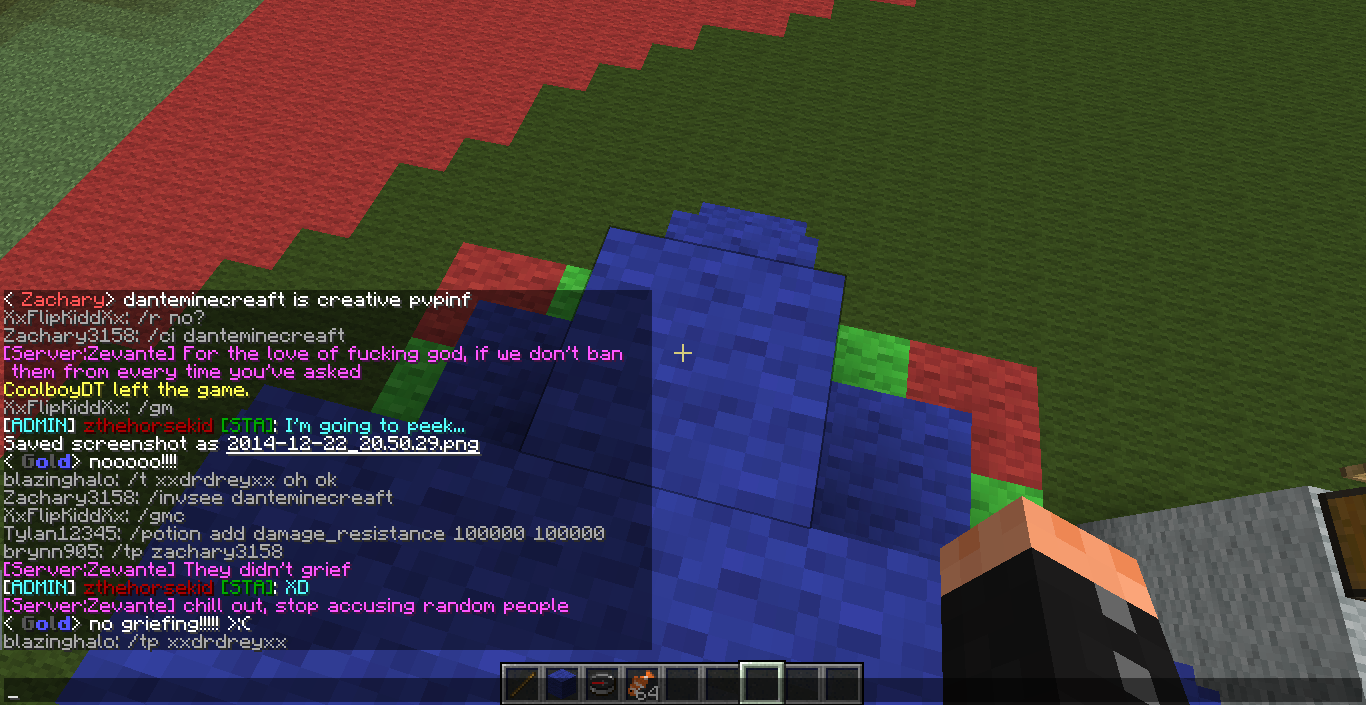 < Zachary> danteminecreaft is creative pvpinf
XxFlipKiddXx: /r no?
Zachary3158: /ci danteminecreaft
[Server:Zevante] For the love of fucking god, if we don't ban
them from every time you've asked
CoolboyDT left the game.
XxFlipKiddXx: /gm
[ADMIN] zthehorsekid [STA]: I'm going to peek...
Saved screenshot as 2014-12-22_20.50.29.png
< Gold> nooooo!!!!
blazinghalo: /t xxdrdreyxx oh ok
Zachary3158: /invsee danteminecreaft
XxFlipKiddXx: /gmc
Tylan12345: /potion add damage_resistance 100000 100000
brynn905: /tp zachary3158
[Server:Zevante] They didn't grief
[ADMIN] zthehorsekid [STA]: XD
[Server:Zevante] chill out, stop accusing random people
< Gold> no griefing!!!!! >:C
blazinghalo: /tp xxdrdreyxx
64
_